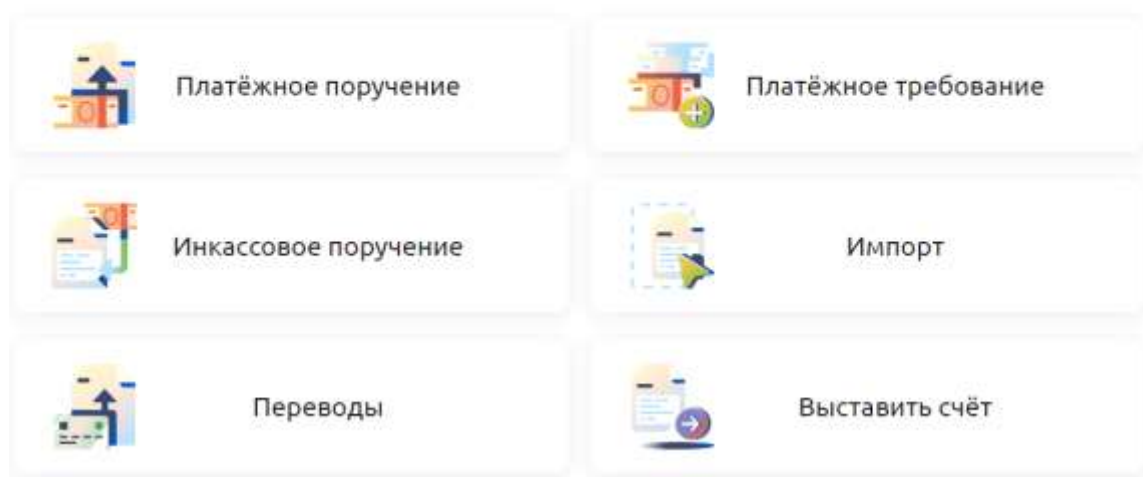 Платёжное поручение
Платёжное требование
Инкассовое поручение
Импорт
Переводы
Выставить счёт